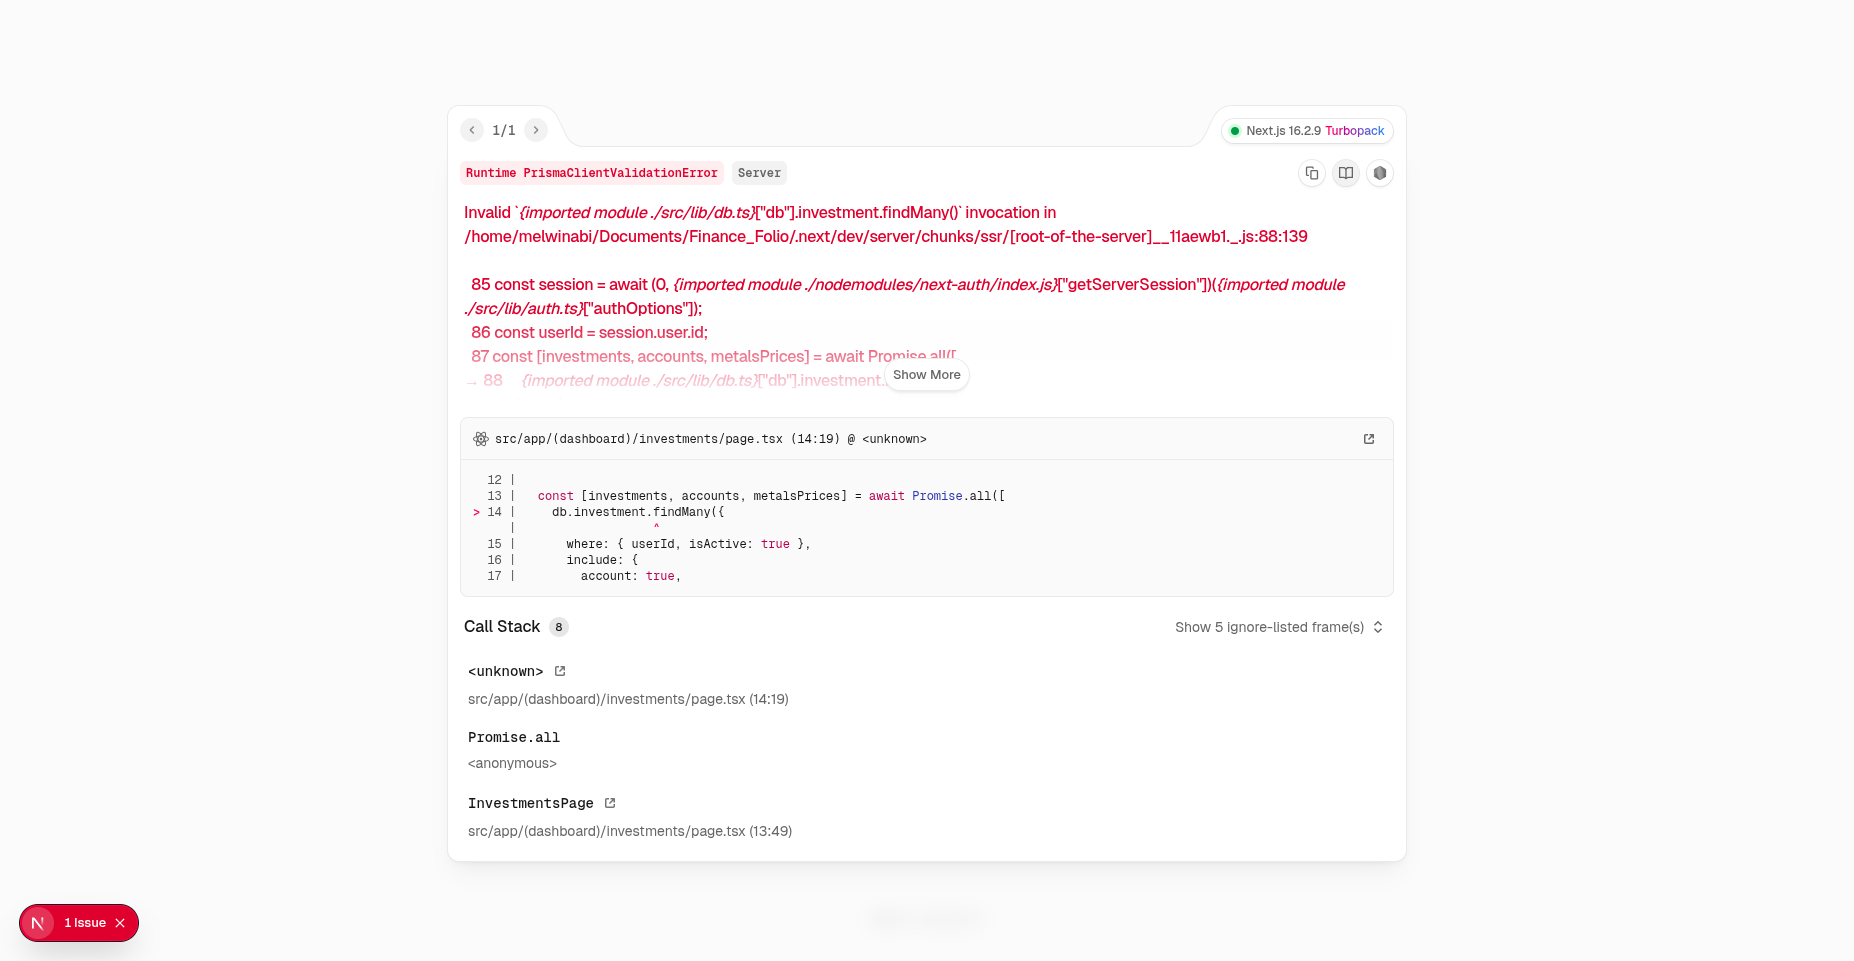 1/1
Next.js 16.2.9 Turbopack
Runtime PrismaClientValidationError Server
Invalid `{imported module ./src/lib/db.ts}["db"].investment.findMany()` invocation in
/home/melwinabi/Documents/Finance_Folio/.next/dev/server/chunks/ssr/[root-of-the-server]__11aewb1._.js:88:139
85 const session = await (0, {imported module ./nodemodules/next-auth/index.js}["getServerSession"])({imported module
./src/lib/auth.ts}["authOptions"]);
86 const userId = session.user.id;
87 const [investments, accounts, metalsPrices] = await Promise.all([
→ 88 {imported module ./src/lib/db.ts}["db"].investment.
Show More
src/app/(dashboard)/investments/page.tsx (14:19) @ <unknown>
12 |
13 | const [investments, accounts, metalsPrices] = await Promise.all([
> 14 | db.investment.findMany({
| ^
15 | where: { userId, isActive: true },
16 | include: {
17 | account: true,
Call Stack 8
Show 5 ignore-listed frame(s)
<unknown>
src/app/(dashboard)/investments/page.tsx (14:19)
Promise.all
<anonymous>
InvestmentsPage
src/app/(dashboard)/investments/page.tsx (13:49)
N 1 Issue